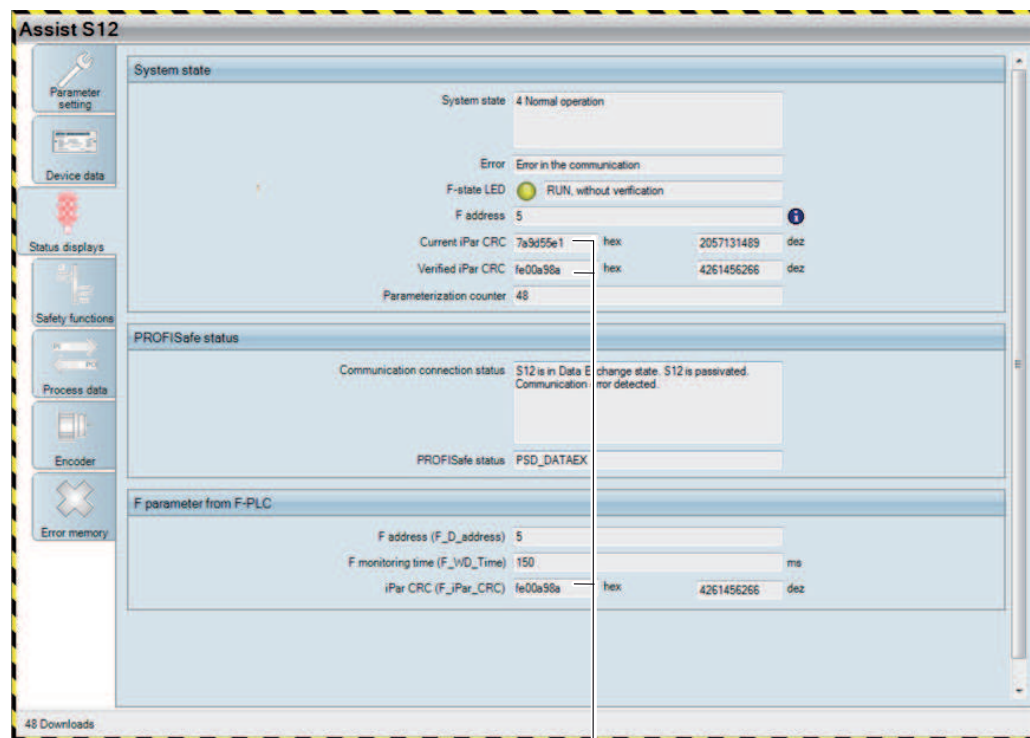 Assist S12
Parameter
setting
Device data
Status displays
Safety functions
Process data
Encoder
Error memory
System state
System state 4 Normal operation
Error Error in the communication
F-state LED RUN, without verification
F address 5
Current iPar CRC 7a9d55e1 hex 2057131489 dez
Verified iPar CRC fe00a98a hex 4261456266 dez
Parameterization counter 48
PROFISafe status
Communication connection status S12 is in Data Exchange state. S12 is passivated.
Communication error detected.
PROFISafe status PSD_DATAEX
F parameter from F-PLC
F address (F_D_address) 5
F monitoring time (F_WD_Time) 150 ms
iPar CRC (F_iPar_CRC) fe00a98a hex 4261456266 dez
48 Downloads